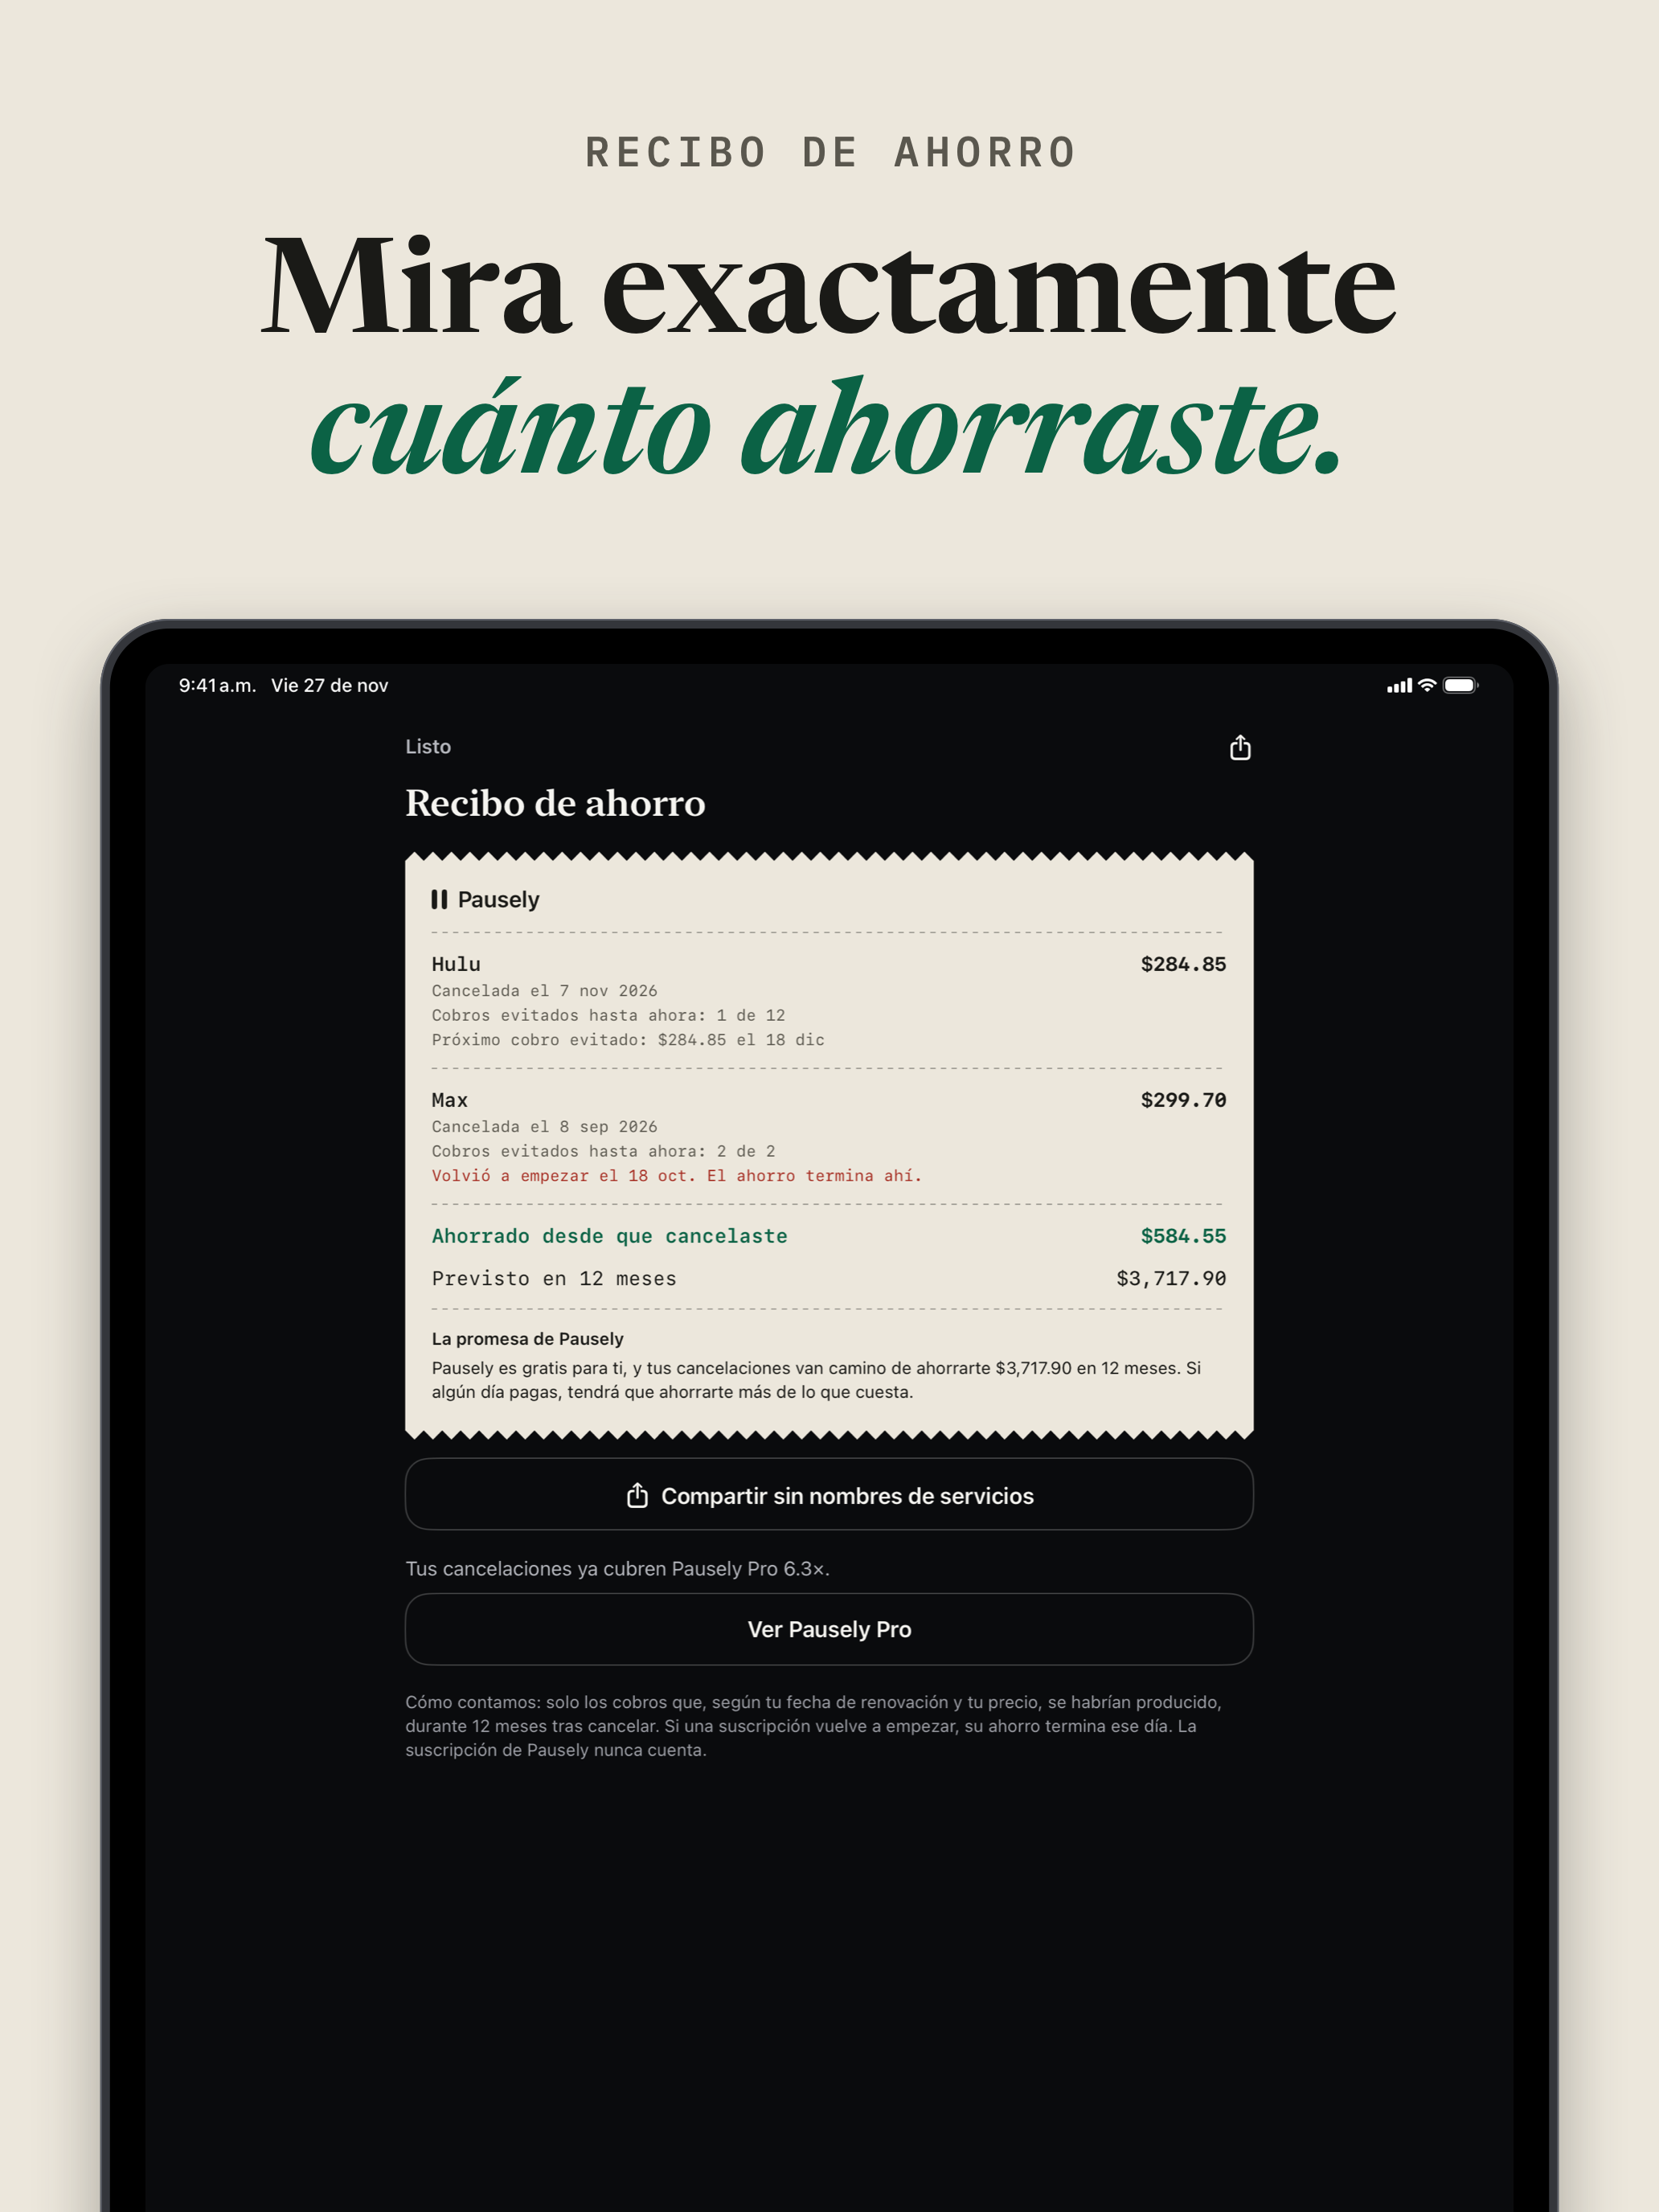 RECIBO DE AHORRO
Mira exactamente
cuánto ahorraste.
9:41 a.m. Vie 27 de nov
Listo
Recibo de ahorro
Pausely
Hulu $284.85
Cancelada el 7 nov 2026
Cobros evitados hasta ahora: 1 de 12
Próximo cobro evitado: $284.85 el 18 dic
Max $299.70
Cancelada el 8 sep 2026
Cobros evitados hasta ahora: 2 de 2
Volvió a empezar el 18 oct. El ahorro termina ahí.
Ahorrado desde que cancelaste $584.55
Previsto en 12 meses $3,717.90
La promesa de Pausely
Pausely es gratis para ti, y tus cancelaciones van camino de ahorrarte $3,717.90 en 12 meses. Si
algún día pagas, tendrá que ahorrarte más de lo que cuesta.
Compartir sin nombres de servicios
Tus cancelaciones ya cubren Pausely Pro 6.3×.
Ver Pausely Pro
Cómo contamos: solo los cobros que, según tu fecha de renovación y tu precio, se habrían producido,
durante 12 meses tras cancelar. Si una suscripción vuelve a empezar, su ahorro termina ese día. La
suscripción de Pausely nunca cuenta.